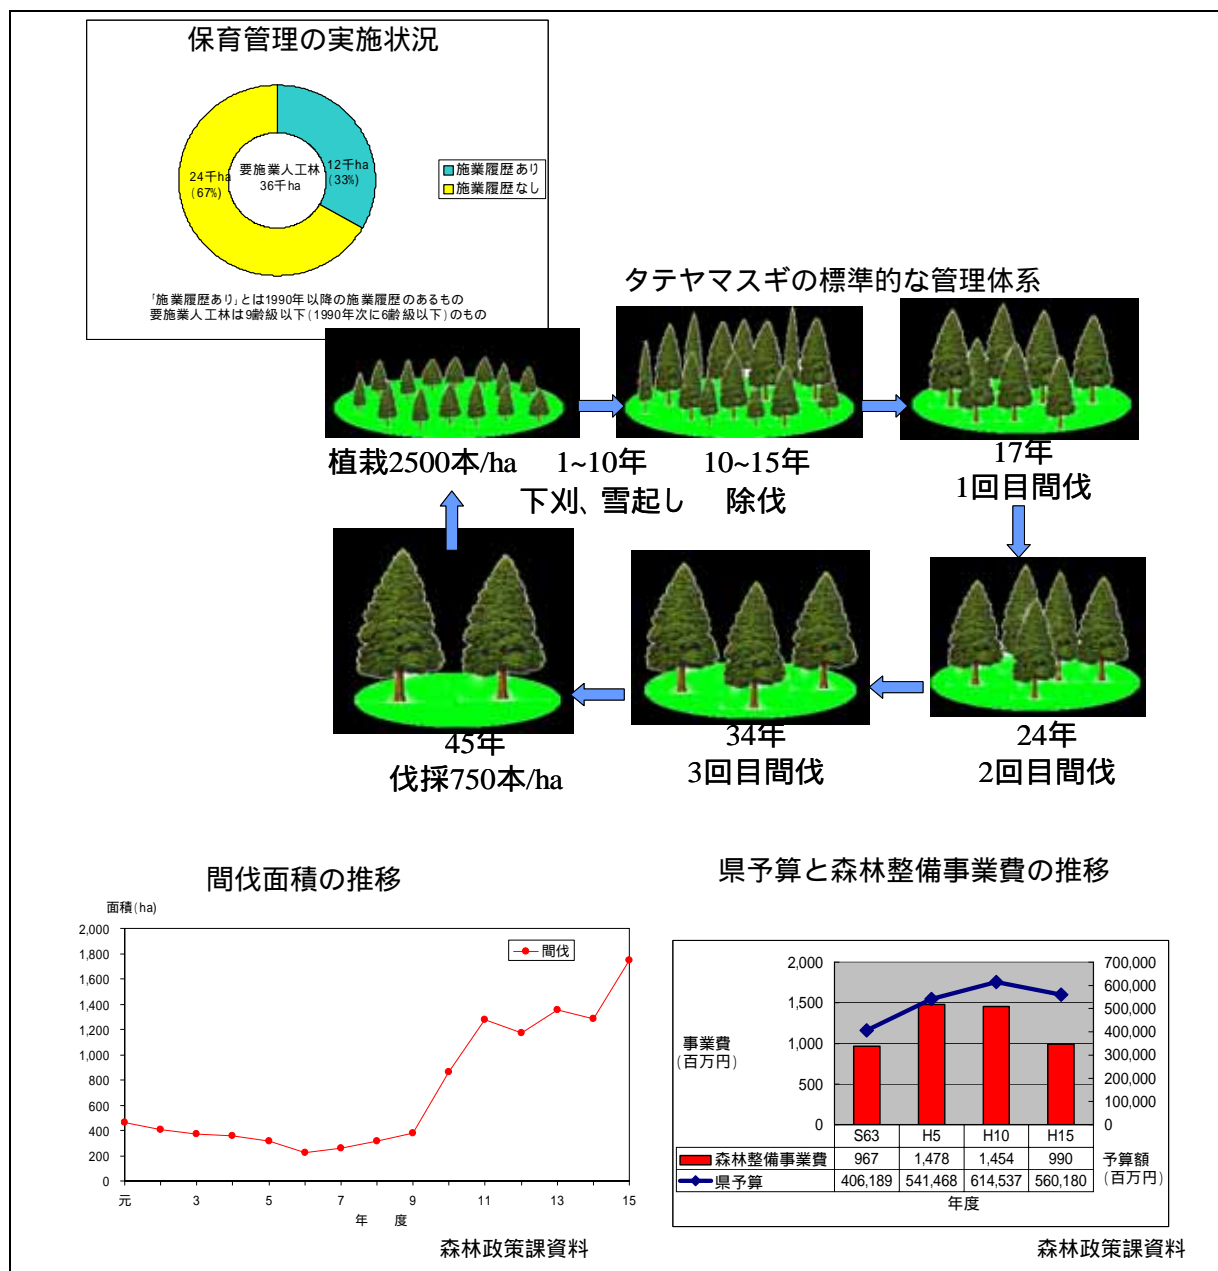 保育管理の実施状況
12千ha
(33%)
24千ha
(67%)
要施業人工林
36千ha
施業履歴あり
施業履歴なし
「施業履歴あり」とは1990年以降の施業履歴のあるもの
要施業人工林は9齢級以下(1990年次に6齢級以下)のもの
タテヤマスギの標準的な管理体系
植栽2500本/ha
1~10年
下刈、雪起し
10~15年
除伐
17年
1回目間伐
24年
2回目間伐
34年
3回目間伐
45年
伐採750本/ha
間伐面積の推移
面積(ha)
2,000
1,800
1,600
1,400
1,200
1,000
800
600
400
200
0
間伐
元 3 5 7 9 11 13 15
年 度
森林政策課資料
県予算と森林整備事業費の推移
事業費
(百万円)
2,000
1,500
1,000
500
0
700,000
600,000
500,000
400,000
300,000
200,000
100,000
0
S63 H5 H10 H15
森林整備事業費 967 1,478 1,454 990
県予算 406,189 541,468 614,537 560,180
予算額
(百万円)
年度
森林政策課資料